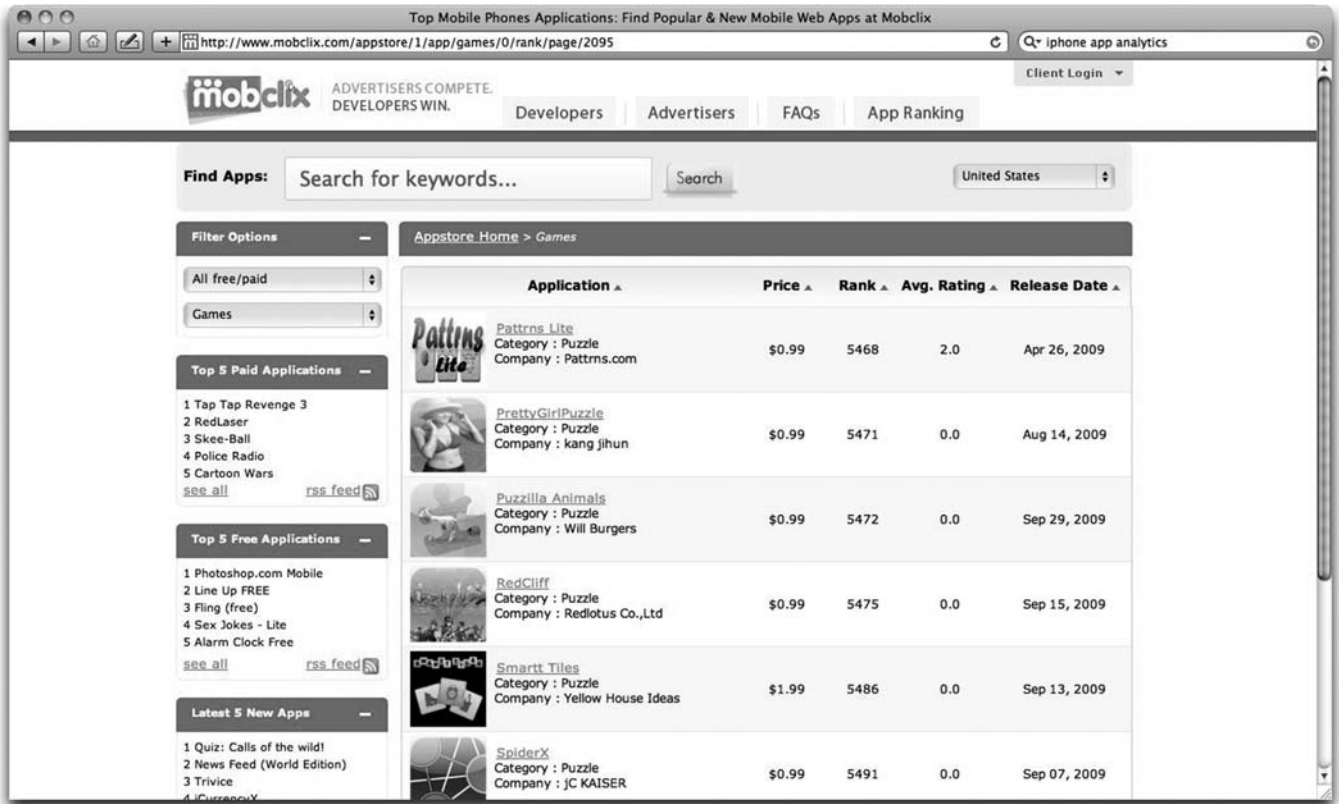 Top Mobile Phones Applications: Find Popular & New Mobile Web Apps at Mobclix
http://www.mobclix.com/appstore/1/app/games/0/rank/page/2095
iphone app analytics
Client Login
mobclix
ADVERTISERS COMPETE.
DEVELOPERS WIN.
Developers
Advertisers
FAQs
App Ranking
Find Apps:
Search for keywords...
Search
United States
Filter Options
All free/paid
Games
Top 5 Paid Applications
1 Tap Tap Revenge 3
2 RedLaser
3 Skee-Ball
4 Police Radio
5 Cartoon Wars
see all
rss feed
Top 5 Free Applications
1 Photoshop.com Mobile
2 Line Up FREE
3 Fling (free)
4 Sex Jokes - Lite
5 Alarm Clock Free
see all
rss feed
Latest 5 New Apps
1 Quiz: Calls of the wild!
2 News Feed (World Edition)
3 Trivice
4 iCurrencyX
Appstore Home > Games
Application Price Rank Avg. Rating Release Date
Pattrns
Lite
Pattrns Lite
Category : Puzzle
Company : Pattrns.com
$0.99 5468 2.0 Apr 26, 2009
PrettyGirlPuzzle
Category : Puzzle
Company : kang jihun
$0.99 5471 0.0 Aug 14, 2009
Puzzilla Animals
Category : Puzzle
Company : Will Burgers
$0.99 5472 0.0 Sep 29, 2009
RedCliff
Category : Puzzle
Company : Redlotus Co.,Ltd
$0.99 5475 0.0 Sep 15, 2009
Smartt Tiles
Category : Puzzle
Company : Yellow House Ideas
$1.99 5486 0.0 Sep 13, 2009
SpiderX
Category : Puzzle
Company : jC KAISER
$0.99 5491 0.0 Sep 07, 2009